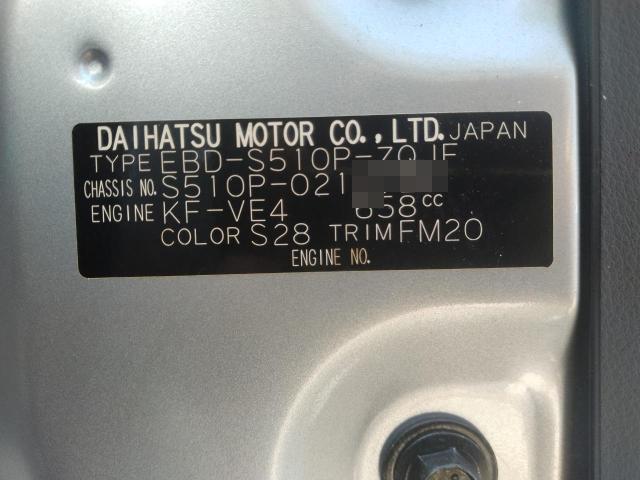 DAIHATSU MOTOR CO.,LTD. JAPAN
TYPE EBD-S510P-ZQJF
CHASSIS NO. S510P-021
ENGINE KF-VE4 658cc
COLOR S28 TRIM FM20
ENGINE NO.